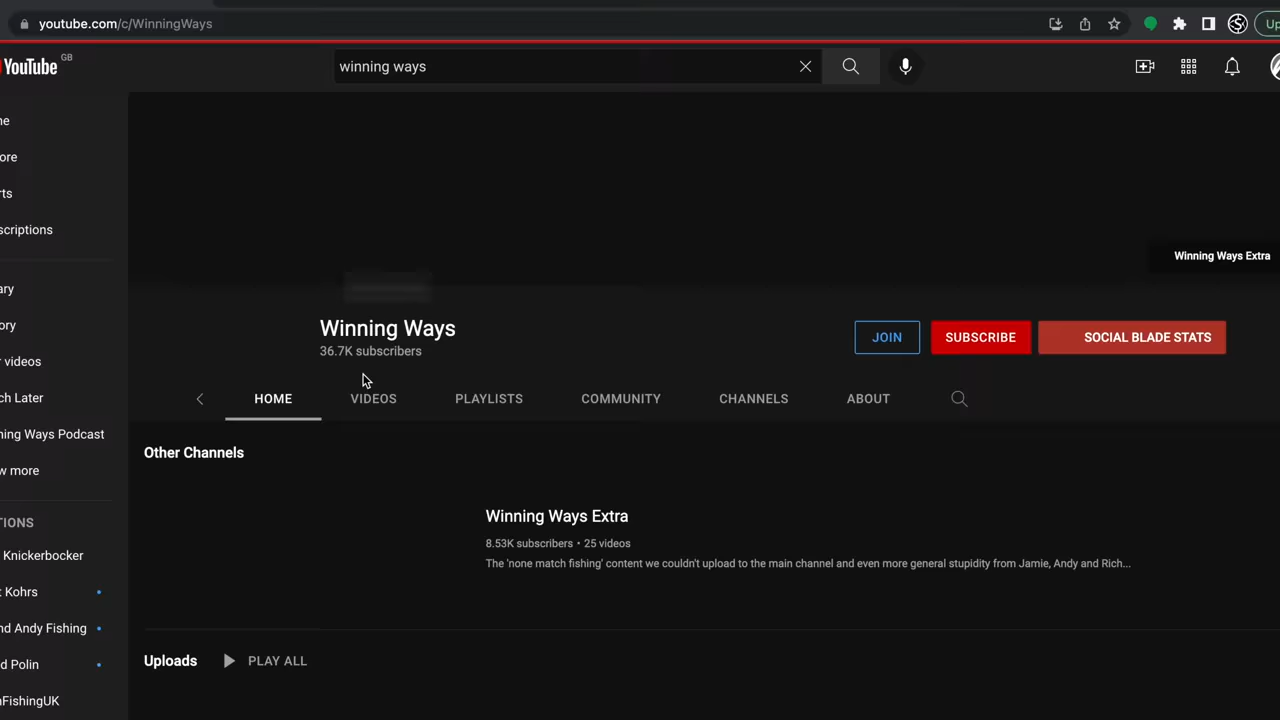 youtube.com/c/WinningWays
Up
YouTube GB
winning ways
ne
ore
rts
scriptions
ary
ory
r videos
ch Later
ning Ways Podcast
w more
TIONS
Knickerbocker
t Kohrs
nd Andy Fishing
d Polin
nFishingUK
Winning Ways Extra
Winning Ways
36.7K subscribers
JOIN
SUBSCRIBE
SOCIAL BLADE STATS
HOME
VIDEOS
PLAYLISTS
COMMUNITY
CHANNELS
ABOUT
Other Channels
Winning Ways Extra
8.53K subscribers • 25 videos
The 'none match fishing' content we couldn't upload to the main channel and even more general stupidity from Jamie, Andy and Rich...
Uploads
PLAY ALL